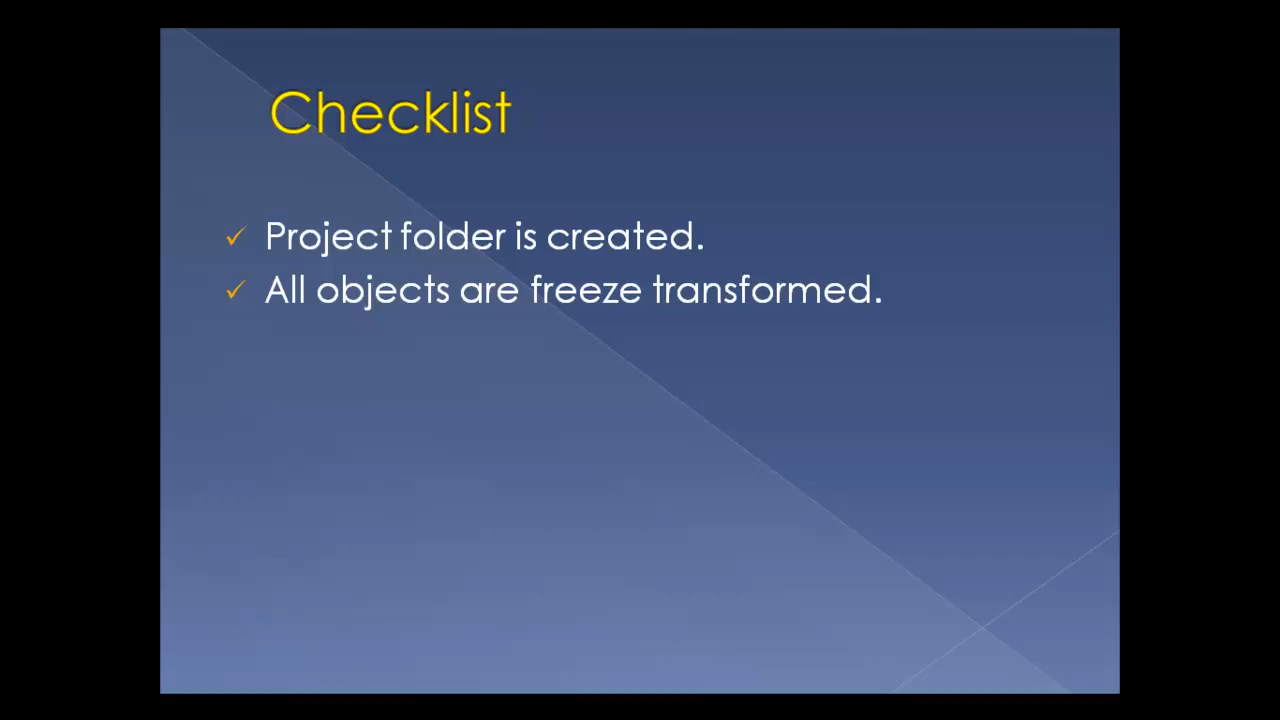 Checklist
Project folder is created.
All objects are freeze transformed.